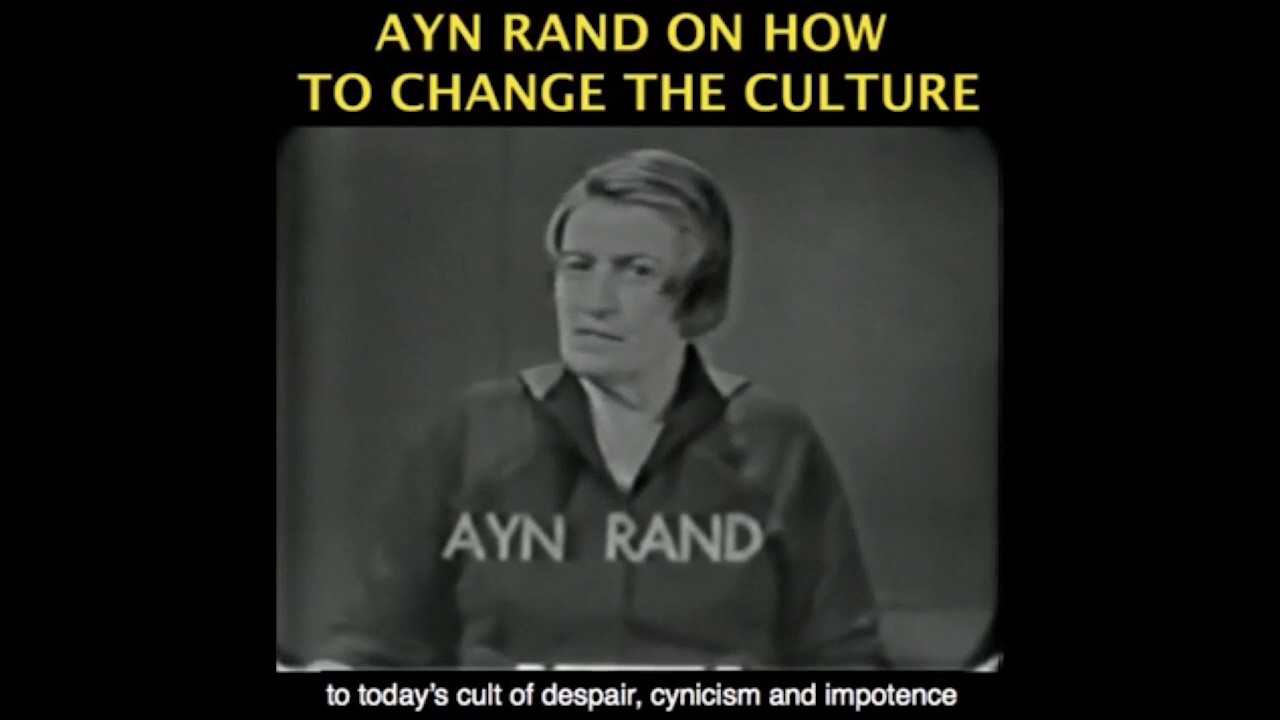 AYN RAND ON HOW
TO CHANGE THE CULTURE
AYN RAND
to today's cult of despair, cynicism and impotence